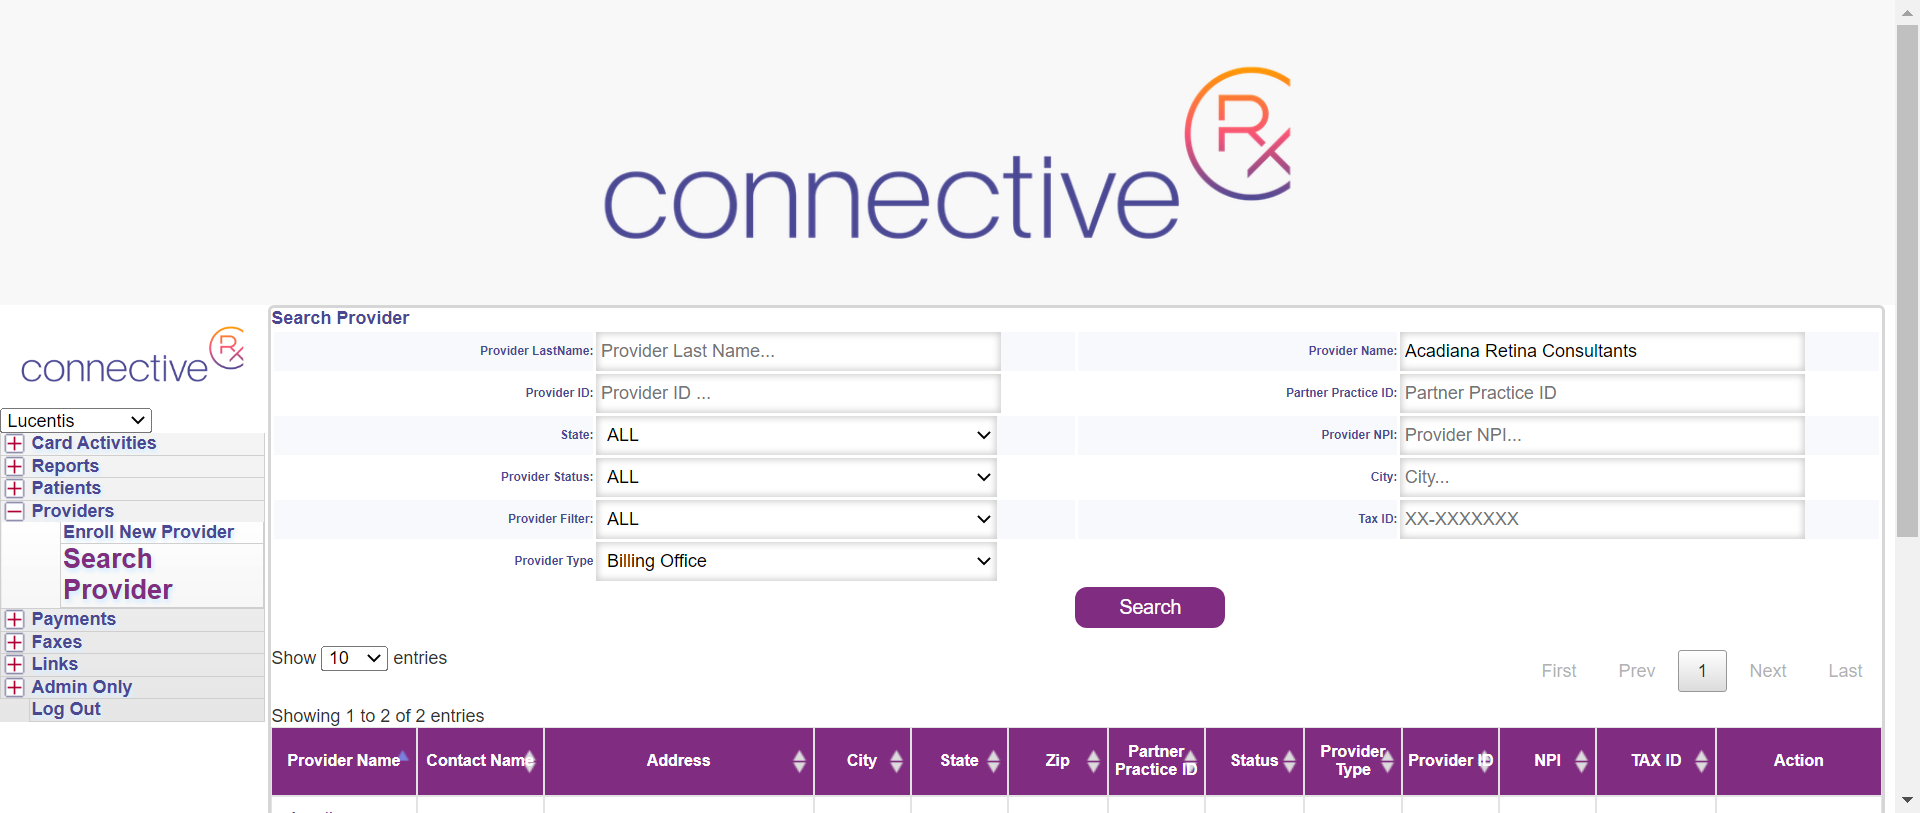 connective Rx
connective Rx
Lucentis
Card Activities
Reports
Patients
Providers
Enroll New Provider
Search
Provider
Payments
Faxes
Links
Admin Only
Log Out
Search Provider
Provider LastName: Provider Last Name... Provider Name: Acadiana Retina Consultants
Provider ID: Provider ID ... Partner Practice ID: Partner Practice ID
State: ALL Provider NPI: Provider NPI...
Provider Status: ALL City: City...
Provider Filter: ALL Tax ID: XX-XXXXXXX
Provider Type Billing Office
Search
Show 10 entries
First Prev 1 Next Last
Showing 1 to 2 of 2 entries
Provider Name Contact Name Address City State Zip Partner Practice ID Status Provider Type Provider ID NPI TAX ID Action